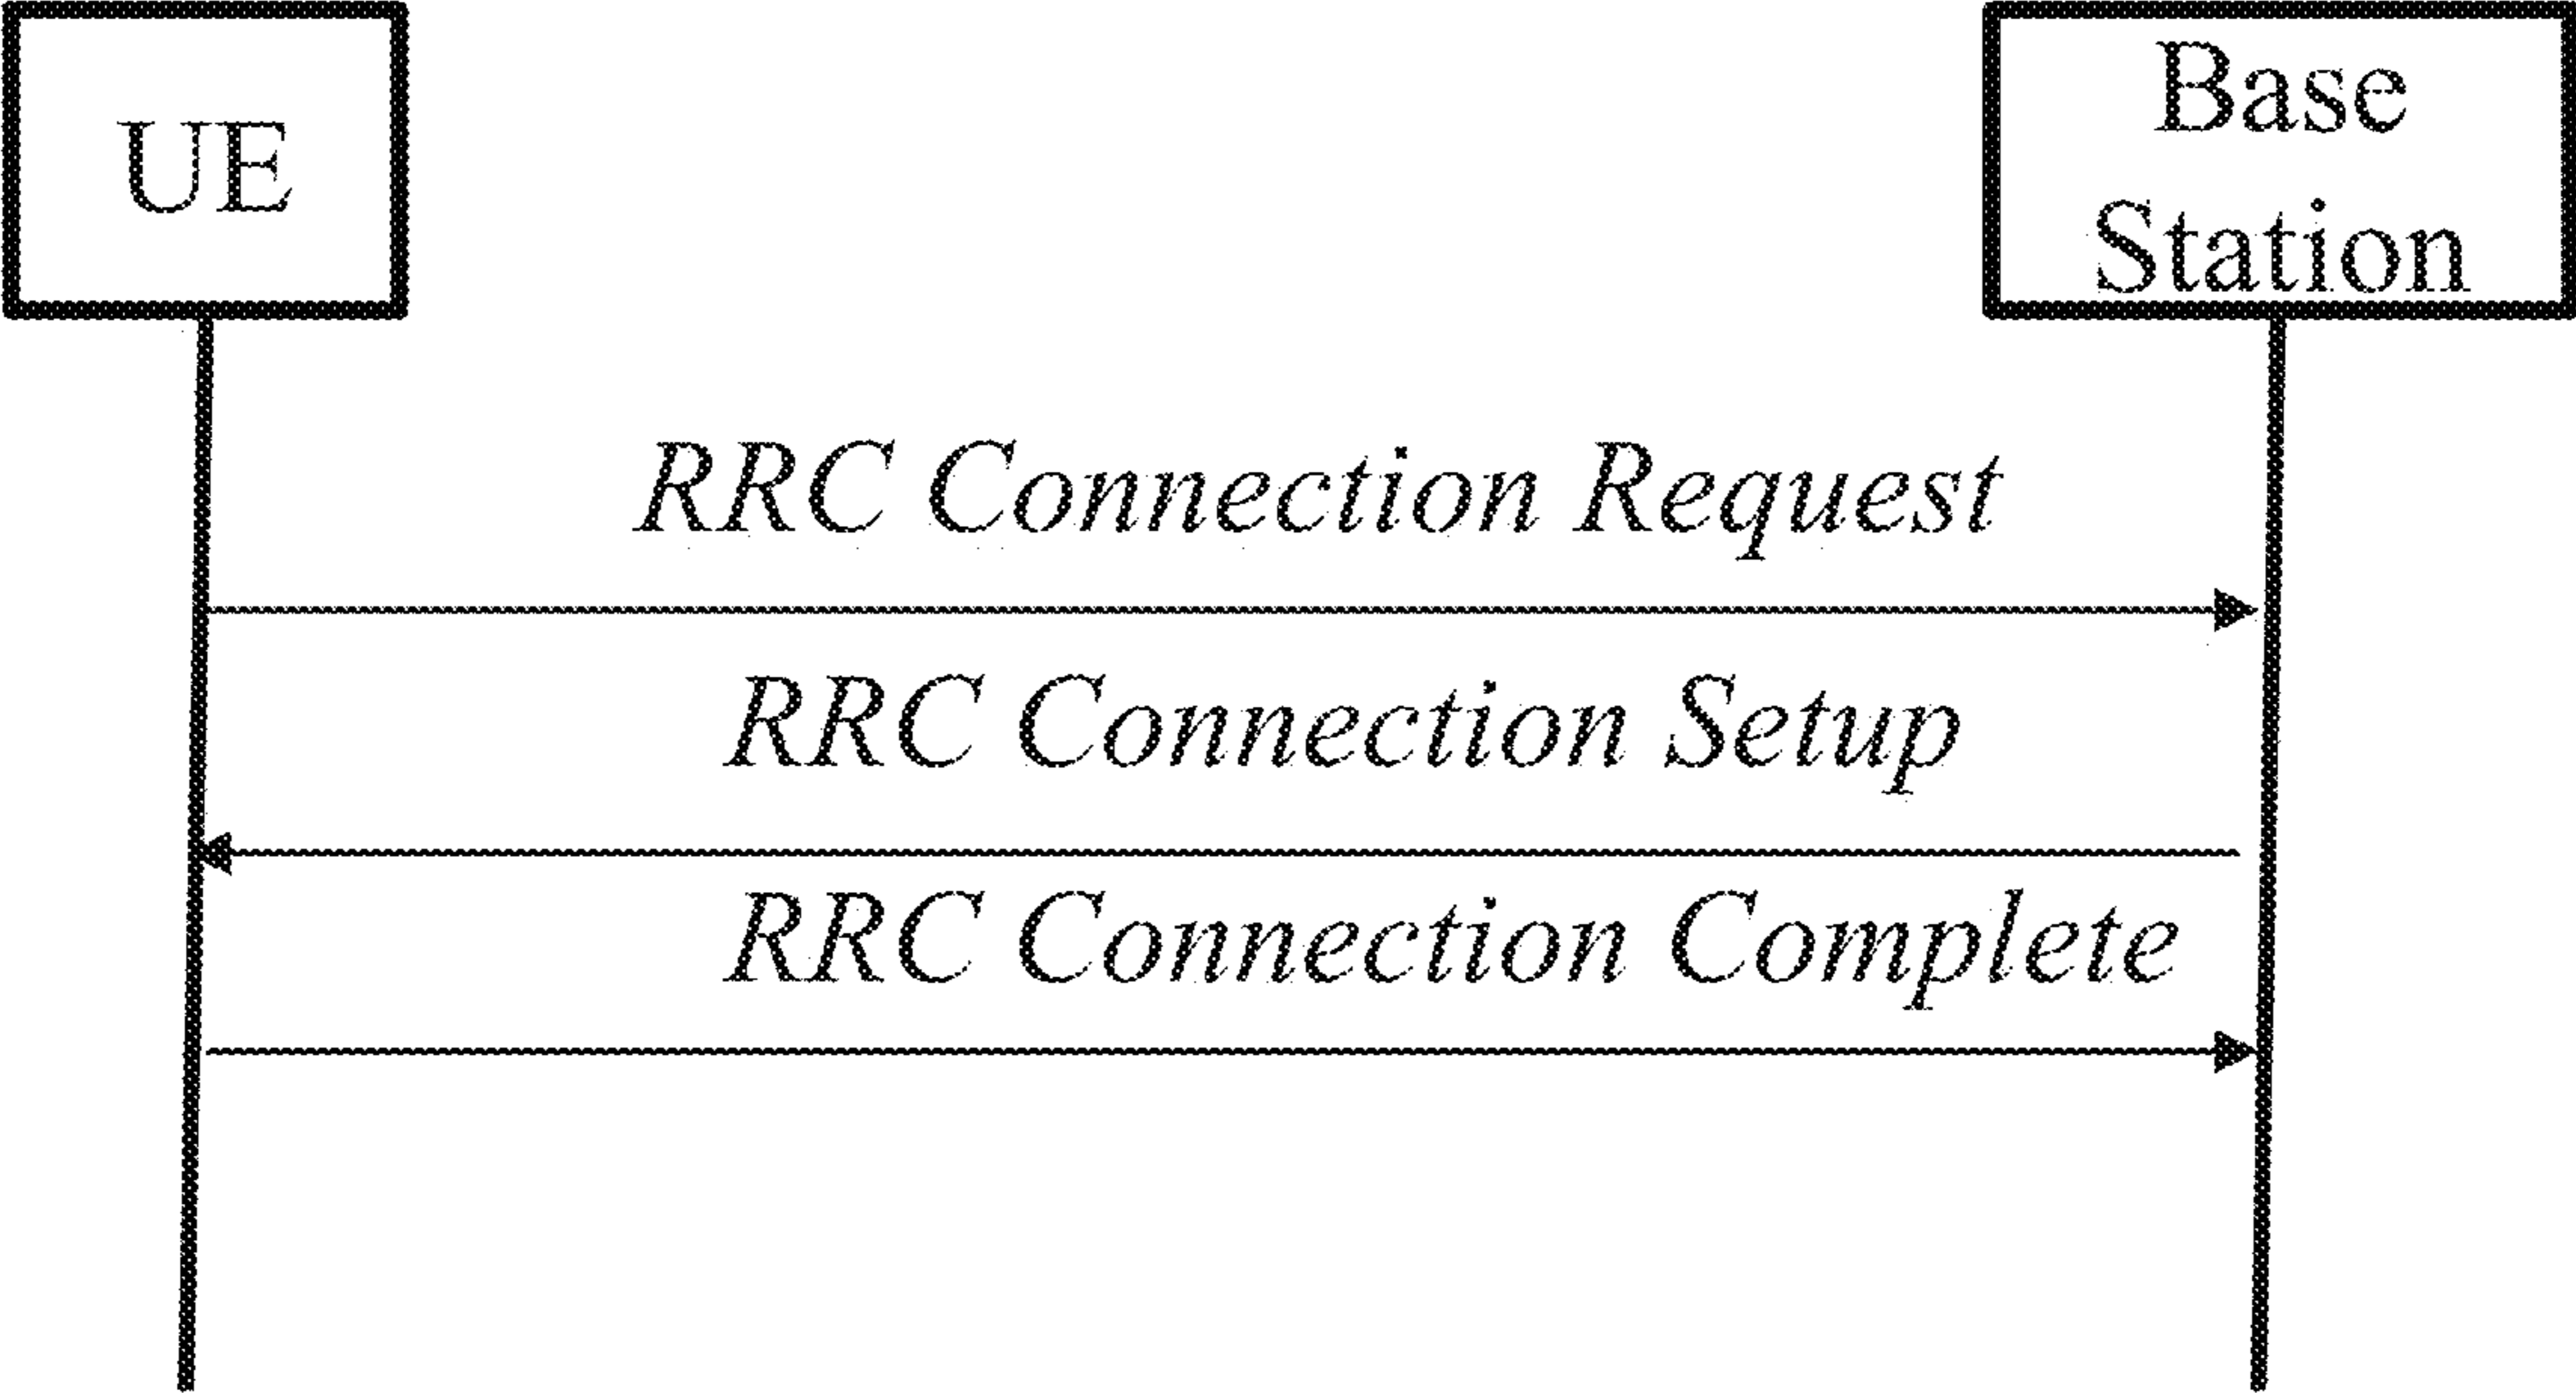 UE
Base
Station
RRC Connection Request
RRC Connection Setup
RRC Connection Complete